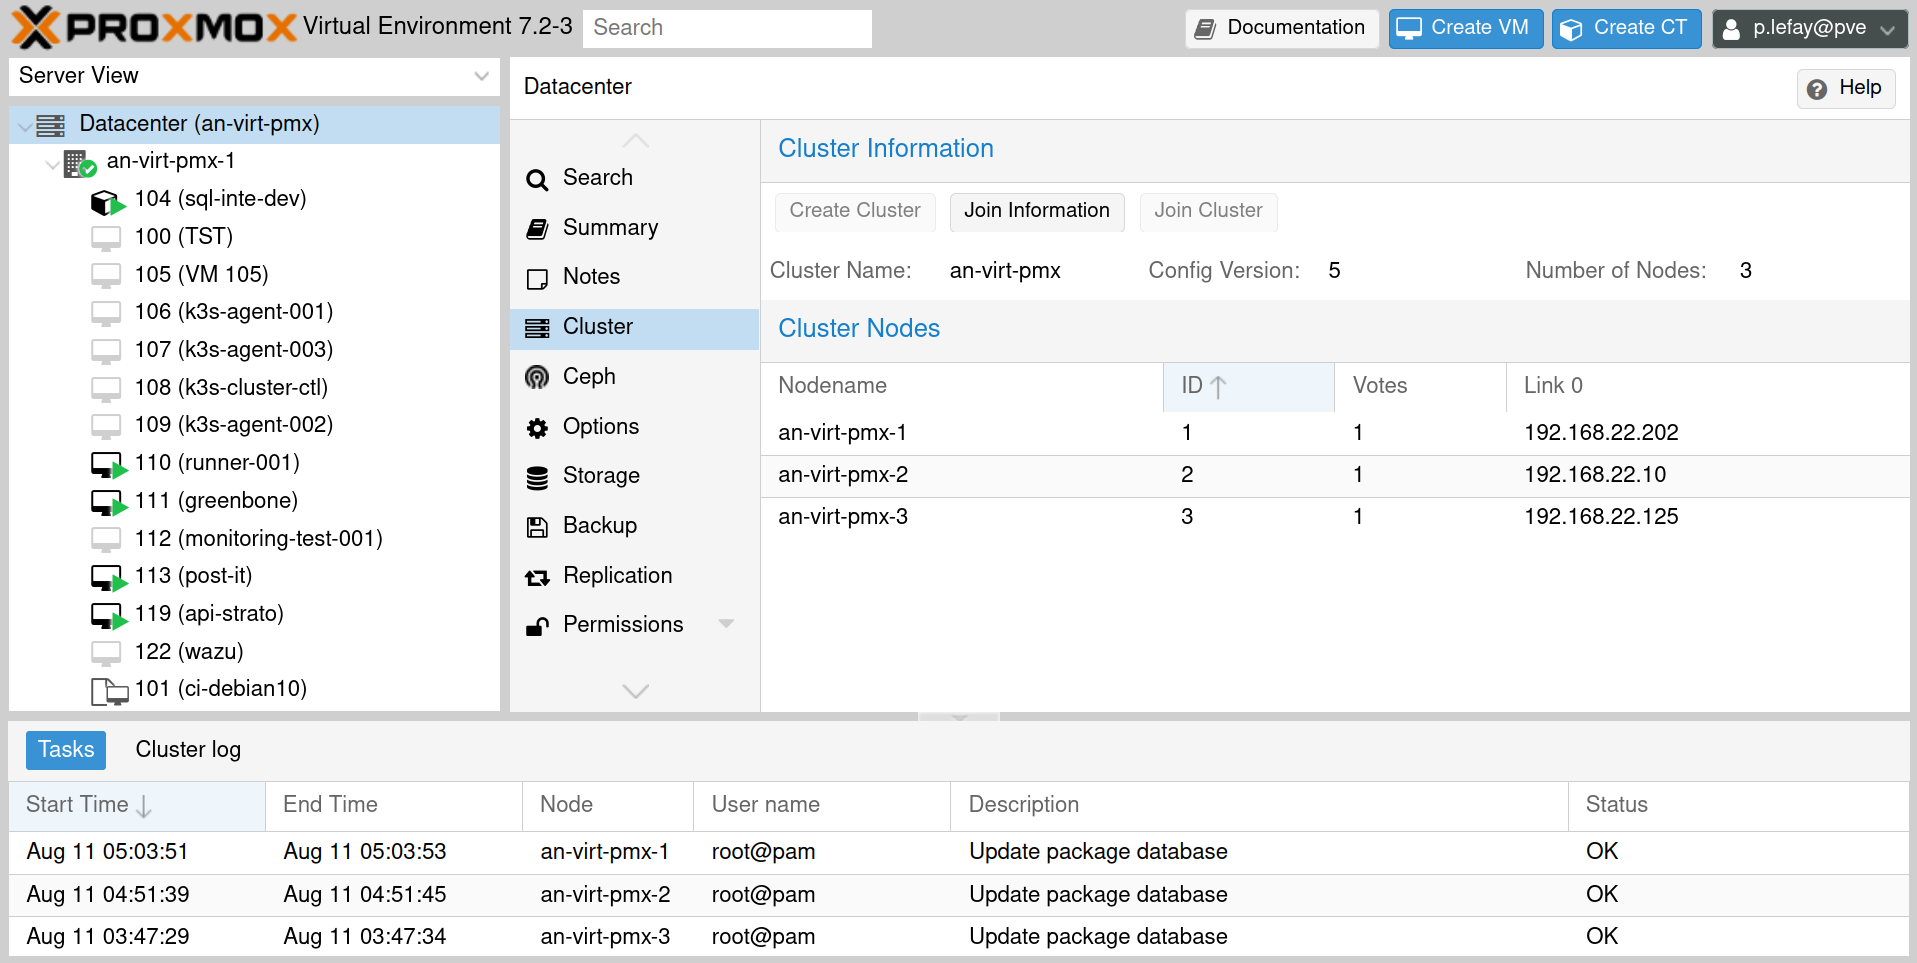 PROXMOX Virtual Environment 7.2-3 Search Documentation Create VM Create CT p.lefay@pve
Server View
Datacenter (an-virt-pmx)
an-virt-pmx-1
104 (sql-inte-dev)
100 (TST)
105 (VM 105)
106 (k3s-agent-001)
107 (k3s-agent-003)
108 (k3s-cluster-ctl)
109 (k3s-agent-002)
110 (runner-001)
111 (greenbone)
112 (monitoring-test-001)
113 (post-it)
119 (api-strato)
122 (wazu)
101 (ci-debian10)
Datacenter Help
Search
Summary
Notes
Cluster
Ceph
Options
Storage
Backup
Replication
Permissions
Cluster Information
Create Cluster Join Information Join Cluster
Cluster Name: an-virt-pmx Config Version: 5 Number of Nodes: 3
Cluster Nodes
Nodename ID Votes Link 0
an-virt-pmx-1 1 1 192.168.22.202
an-virt-pmx-2 2 1 192.168.22.10
an-virt-pmx-3 3 1 192.168.22.125
Tasks Cluster log
Start Time End Time Node User name Description Status
Aug 11 05:03:51 Aug 11 05:03:53 an-virt-pmx-1 root@pam Update package database OK
Aug 11 04:51:39 Aug 11 04:51:45 an-virt-pmx-2 root@pam Update package database OK
Aug 11 03:47:29 Aug 11 03:47:34 an-virt-pmx-3 root@pam Update package database OK